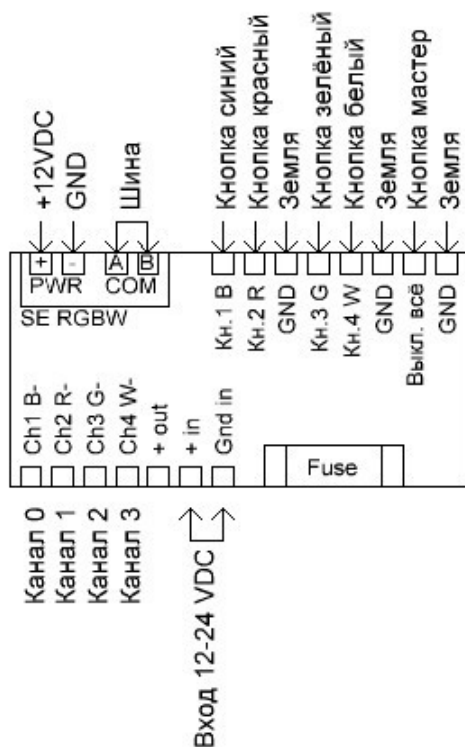 +12VDC
GND
Шина
Кнопка синий
Кнопка красный
Земля
Кнопка зелёный
Кнопка белый
Земля
Кнопка мастер
Земля
+
-
A
B
PWR
COM
SE RGBW
Кн.1 B
Кн.2 R
GND
Кн.3 G
Кн.4 W
GND
Выкл. всё
GND
Ch1 B-
Ch2 R-
Ch3 G-
Ch4 W-
+ out
+ in
Gnd in
Fuse
Канал 0
Канал 1
Канал 2
Канал 3
Вход 12-24 VDC